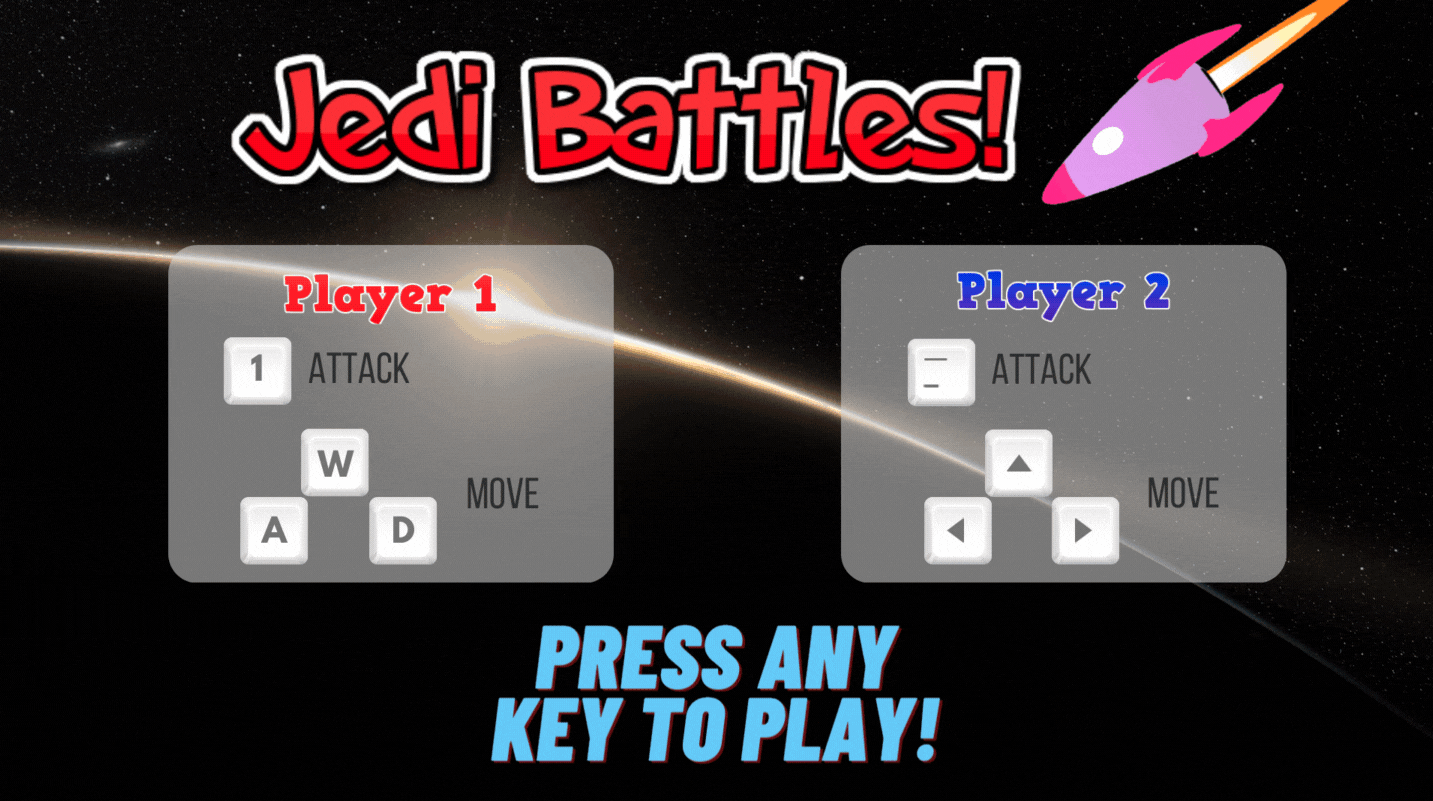 Jedi Battles!
Player 1
1 ATTACK
W
A D
MOVE
Player 2
— _ ATTACK
▲
◀ ▶
MOVE
PRESS ANY
KEY TO PLAY!